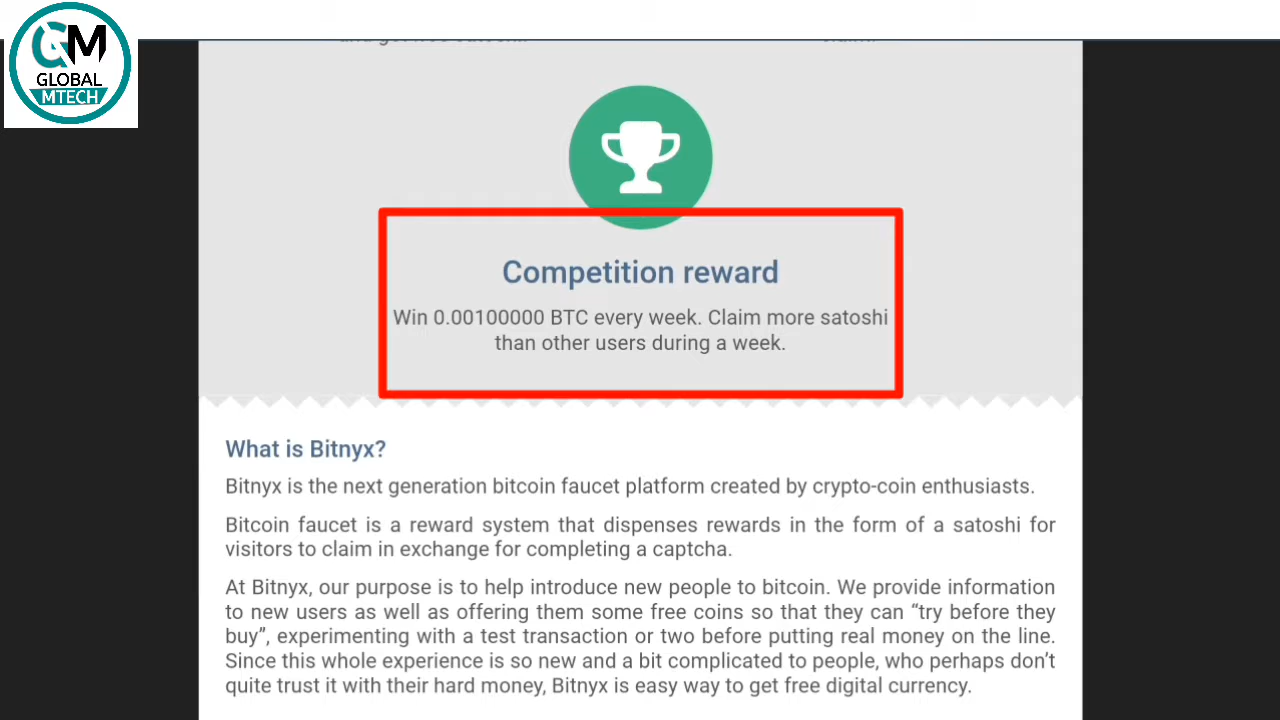 GM
GLOBAL
MTECH
Competition reward
Win 0.00100000 BTC every week. Claim more satoshi
than other users during a week.
What is Bitnyx?
Bitnyx is the next generation bitcoin faucet platform created by crypto-coin enthusiasts.
Bitcoin faucet is a reward system that dispenses rewards in the form of a satoshi for
visitors to claim in exchange for completing a captcha.
At Bitnyx, our purpose is to help introduce new people to bitcoin. We provide information
to new users as well as offering them some free coins so that they can “try before they
buy”, experimenting with a test transaction or two before putting real money on the line.
Since this whole experience is so new and a bit complicated to people, who perhaps don’t
quite trust it with their hard money, Bitnyx is easy way to get free digital currency.